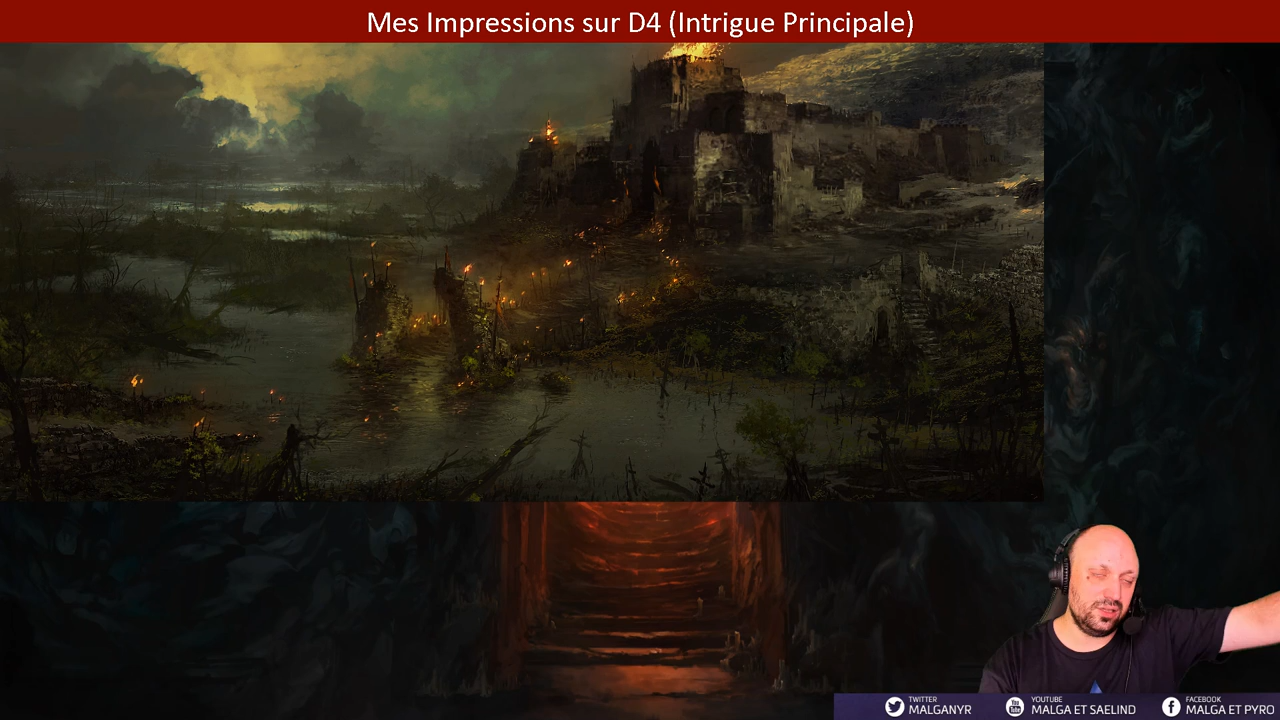 Mes Impressions sur D4 (Intrigue Principale)
TWITTER
MALGANYR
YOUTUBE
MALGA ET SAELIND
FACEBOOK
MALGA ET PYRO